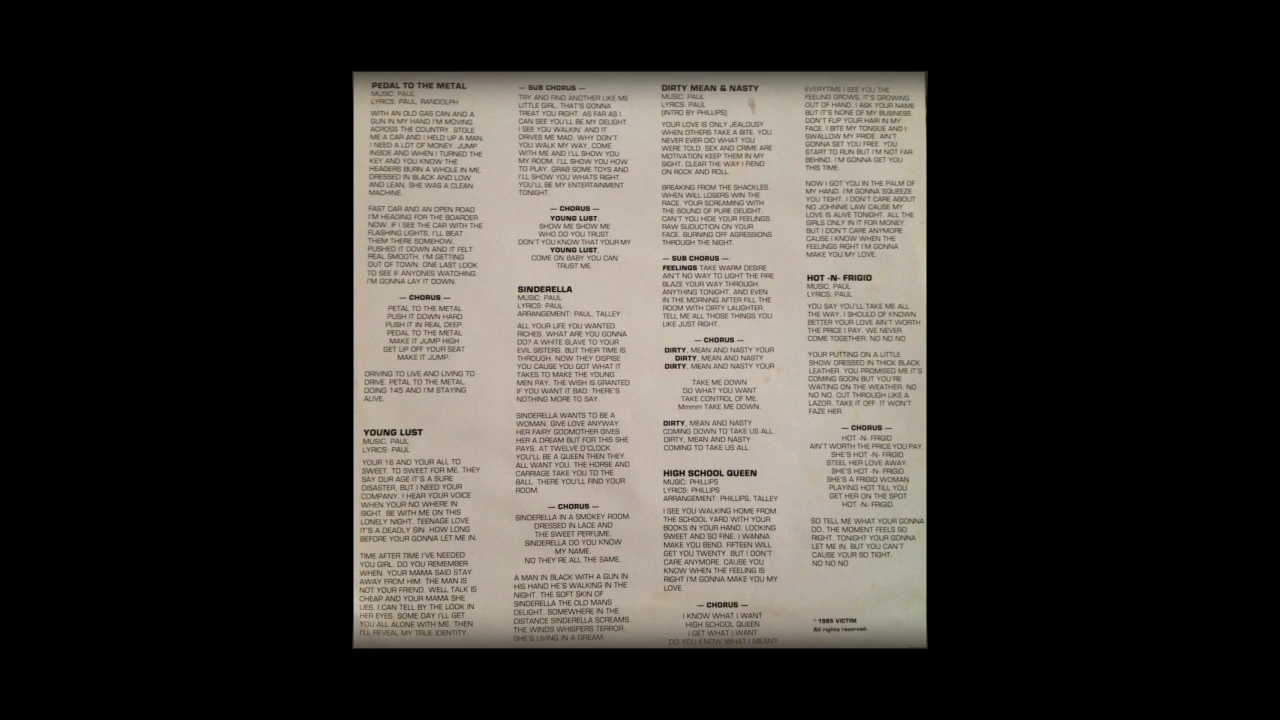 PEDAL TO THE METAL
MUSIC: PAUL
LYRICS: PAUL, RANDOLPH
WITH AN OLD GAS CAN AND A
GUN IN MY HAND I'M MOVING
ACROSS THE COUNTRY. STOLE
ME A CAR AND I HELD UP A MAN.
I NEED A LOT OF MONEY. JUMP
INSIDE AND WHEN I TURNED THE
KEY AND YOU KNOW THE
HEADERS BURN A WHOLE IN ME.
DRESSED IN BLACK AND LOW
AND LEAN. SHE WAS A CLEAN
MACHINE.
FAST CAR AND AN OPEN ROAD
I'M HEADING FOR THE BOARDER
NOW. IF I SEE THE CAR WITH THE
FLASHING LIGHTS. I'LL BEAT
THEM THERE SOMEHOW.
PUSHED IT DOWN AND IT FELT
REAL SMOOTH. I'M GETTING
OUT OF TOWN. ONE LAST LOOK
TO SEE IF ANYONES WATCHING.
I'M GONNA LAY IT DOWN.
— CHORUS —
PETAL TO THE METAL
PUSH IT DOWN HARD
PUSH IT IN REAL DEEP.
PEDAL TO THE METAL
MAKE IT JUMP HIGH
GET UP OFF YOUR SEAT
MAKE IT JUMP.
DRIVING TO LIVE AND LIVING TO
DRIVE. PETAL TO THE METAL.
DOING 145 AND I'M STAYING
ALIVE.
YOUNG LUST
MUSIC: PAUL
LYRICS: PAUL
YOUR 16 AND YOUR ALL TO
SWEET. TO SWEET FOR ME. THEY
SAY OUR AGE IT'S A SURE
DISASTER, BUT I NEED YOUR
COMPANY. I HEAR YOUR VOICE
WHEN YOUR NO WHERE IN
SIGHT. BE WITH ME ON THIS
LONELY NIGHT. TEENAGE LOVE
IT'S A DEADLY SIN. HOW LONG
BEFORE YOUR GONNA LET ME IN.
TIME AFTER TIME I'VE NEEDED
YOU GIRL. DO YOU REMEMBER
WHEN. YOUR MAMA SAID STAY
AWAY FROM HIM. THE MAN IS
NOT YOUR FRIEND. WELL TALK IS
CHEAP AND YOUR MAMA SHE
LIES. I CAN TELL BY THE LOOK IN
HER EYES. SOME DAY I'LL GET
YOU ALL ALONE WITH ME. THEN
I'LL REVEAL MY TRUE IDENTITY
— SUB CHORUS —
TRY AND FIND ANOTHER LIKE ME
LITTLE GIRL, THAT'S GONNA
TREAT YOU RIGHT. AS FAR AS I
CAN SEE YOU'LL BE MY DELIGHT.
I SEE YOU WALKIN' AND IT
DRIVES ME MAD. WHY DON'T
YOU WALK MY WAY. COME
WITH ME AND I'LL SHOW YOU
MY ROOM. I'LL SHOW YOU HOW
TO PLAY. GRAB SOME TOYS AND
I'LL SHOW YOU WHATS RIGHT.
YOU'LL BE MY ENTERTAINMENT
TONIGHT.
— CHORUS —
YOUNG LUST,
SHOW ME SHOW ME
WHO DO YOU TRUST.
DON'T YOU KNOW THAT YOUR MY
YOUNG LUST,
COME ON BABY YOU CAN
TRUST ME.
SINDERELLA
MUSIC: PAUL
LYRICS: PAUL
ARRANGEMENT: PAUL, TALLEY
ALL YOUR LIFE YOU WANTED
RICHES. WHAT ARE YOU GONNA
DO? A WHITE SLAVE TO YOUR
EVIL SISTERS. BUT THEIR TIME IS
THROUGH. NOW THEY DISPISE
YOU CAUSE YOU GOT WHAT IT
TAKES TO MAKE THE YOUNG
MEN PAY. THE WISH IS GRANTED
IF YOU WANT IT BAD. THERE'S
NOTHING MORE TO SAY.
SINDERELLA WANTS TO BE A
WOMAN. GIVE LOVE ANYWAY.
HER FAIRY GODMOTHER GIVES
HER A DREAM BUT FOR THIS SHE
PAYS. AT TWELVE O'CLOCK
YOU'LL BE A QUEEN THEN THEY
ALL WANT YOU. THE HORSE AND
CARRIAGE TAKE YOU TO THE
BALL. THERE YOU'LL FIND YOUR
ROOM.
— CHORUS —
SINDERELLA IN A SMOKEY ROOM.
DRESSED IN LACE AND
THE SWEET PERFUME.
SINDERELLA DO YOU KNOW
MY NAME.
NO THEY'RE ALL THE SAME.
A MAN IN BLACK WITH A GUN IN
HIS HAND HE'S WALKING IN THE
NIGHT. THE SOFT SKIN OF
SINDERELLA THE OLD MANS
DELIGHT. SOMEWHERE IN THE
DISTANCE SINDERELLA SCREAMS.
THE WINDS WHISPERS TERROR.
SHE'S LIVING IN A DREAM.
DIRTY MEAN & NASTY
MUSIC: PAUL
LYRICS: PAUL
(INTRO BY PHILLIPS)
YOUR LOVE IS ONLY JEALOUSY
WHEN OTHERS TAKE A BITE. YOU
NEVER EVER DID WHAT YOU
WERE TOLD. SEX AND CRIME ARE
MOTIVATION KEEP THEM IN MY
SIGHT. CLEAR THE WAY I FIEND
ON ROCK AND ROLL.
BREAKING FROM THE SHACKLES.
WHEN WILL LOSERS WIN THE
RACE. YOUR SCREAMING WITH
THE SOUND OF PURE DELIGHT.
CAN'T YOU HIDE YOUR FEELINGS.
RAW SUDUCTION ON YOUR
FACE. BURNING OFF AGRESSIONS
THROUGH THE NIGHT.
— SUB CHORUS —
FEELINGS TAKE WARM DESIRE
AIN'T NO WAY TO LIGHT THE FIRE
BLAZE YOUR WAY THROUGH
ANYTHING TONIGHT. AND EVEN
IN THE MORNING AFTER FILL THE
ROOM WITH DIRTY LAUGHTER.
TELL ME ALL THOSE THINGS YOU
LIKE JUST RIGHT.
— CHORUS —
DIRTY, MEAN AND NASTY YOUR
DIRTY, MEAN AND NASTY
DIRTY, MEAN AND NASTY YOUR
TAKE ME DOWN
DO WHAT YOU WANT
TAKE CONTROL OF ME.
Mmmm TAKE ME DOWN.
DIRTY, MEAN AND NASTY
COMING DOWN TO TAKE US ALL.
DIRTY, MEAN AND NASTY
COMING TO TAKE US ALL.
HIGH SCHOOL QUEEN
MUSIC: PHILLIPS
LYRICS: PHILLIPS
ARRANGEMENT: PHILLIPS, TALLEY
I SEE YOU WALKING HOME FROM
THE SCHOOL YARD WITH YOUR
BOOKS IN YOUR HAND. LOOKING
SWEET AND SO FINE. I WANNA
MAKE YOU BEND. FIFTEEN WILL
GET YOU TWENTY. BUT I DON'T
CARE ANYMORE. CAUSE YOU
KNOW WHEN THE FEELING IS
RIGHT I'M GONNA MAKE YOU MY
LOVE.
— CHORUS —
I KNOW WHAT I WANT
HIGH SCHOOL QUEEN
I GET WHAT I WANT
DO YOU KNOW WHAT I MEAN?
EVERYTIME I SEE YOU THE
FEELING GROWS, IT'S GROWING
OUT OF HAND. I ASK YOUR NAME
BUT IT'S NONE OF MY BUSINESS.
DON'T FLIP YOUR HAIR IN MY
FACE. I BITE MY TONGUE AND I
SWALLOW MY PRIDE. AIN'T
GONNA SET YOU FREE. YOU
START TO RUN BUT I'M NOT FAR
BEHIND. I'M GONNA GET YOU
THIS TIME.
NOW I GOT YOU IN THE PALM OF
MY HAND. I'M GONNA SQUEEZE
YOU TIGHT. I DON'T CARE ABOUT
NO JOHNNIE LAW CAUSE MY
LOVE IS ALIVE TONIGHT. ALL THE
GIRLS ONLY IN IT FOR MONEY.
BUT I DON'T CARE ANYMORE
CAUSE I KNOW WHEN THE
FEELINGS RIGHT I'M GONNA
MAKE YOU MY LOVE.
HOT -N- FRIGID
MUSIC: PAUL
LYRICS: PAUL
YOU SAY YOU'LL TAKE ME ALL
THE WAY. I SHOULD OF KNOWN
BETTER YOUR LOVE AIN'T WORTH
THE PRICE I PAY. WE NEVER
COME TOGETHER. NO NO NO.
YOUR PUTTING ON A LITTLE
SHOW DRESSED IN THICK BLACK
LEATHER. YOU PROMISED ME IT'S
COMING SOON BUT YOU'RE
WAITING ON THE WEATHER. NO
NO NO. CUT THROUGH LIKE A
LAZOR. TAKE IT OFF. IT WON'T
FAZE HER.
— CHORUS —
HOT -N- FRIGID
AIN'T WORTH THE PRICE YOU PAY.
SHE'S HOT -N- FRIGID
STEEL HER LOVE AWAY.
SHE'S HOT -N- FRIGID.
SHE'S A FRIGID WOMAN
PLAYING HOT TILL YOU
GET HER ON THE SPOT
HOT -N- FRIGID.
SO TELL ME WHAT YOUR GONNA
DO. THE MOMENT FEELS SO
RIGHT. TONIGHT YOUR GONNA
LET ME IN. BUT YOU CAN'T
CAUSE YOUR SO TIGHT.
NO NO NO
© 1985 VICTIM
All rights reserved.